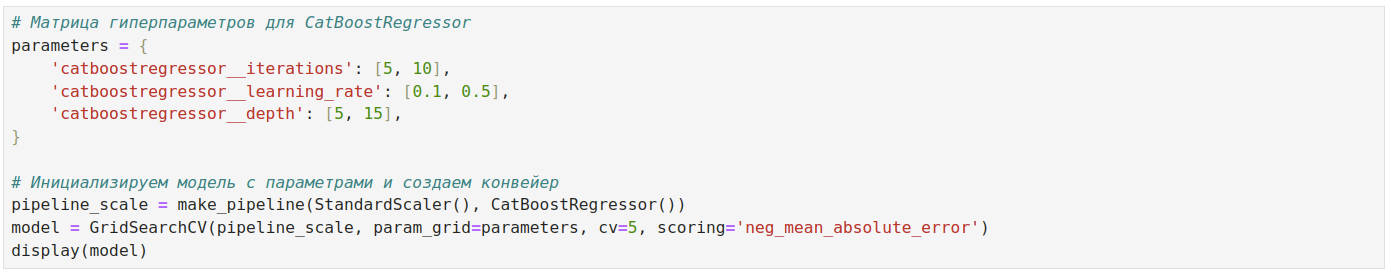 # Матрица гиперпараметров для CatBoostRegressor
parameters = {
    'catboostregressor__iterations': [5, 10],
    'catboostregressor__learning_rate': [0.1, 0.5],
    'catboostregressor__depth': [5, 15],
}

# Инициализируем модель с параметрами и создаем конвейер
pipeline_scale = make_pipeline(StandardScaler(), CatBoostRegressor())
model = GridSearchCV(pipeline_scale, param_grid=parameters, cv=5, scoring='neg_mean_absolute_error')
display(model)